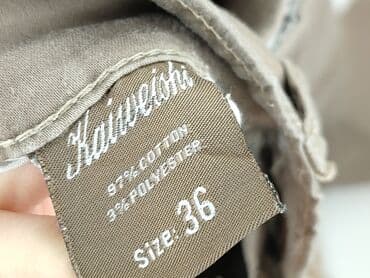 Kaiweishi
97% COTTON
3% POLYESTER
Size: 36